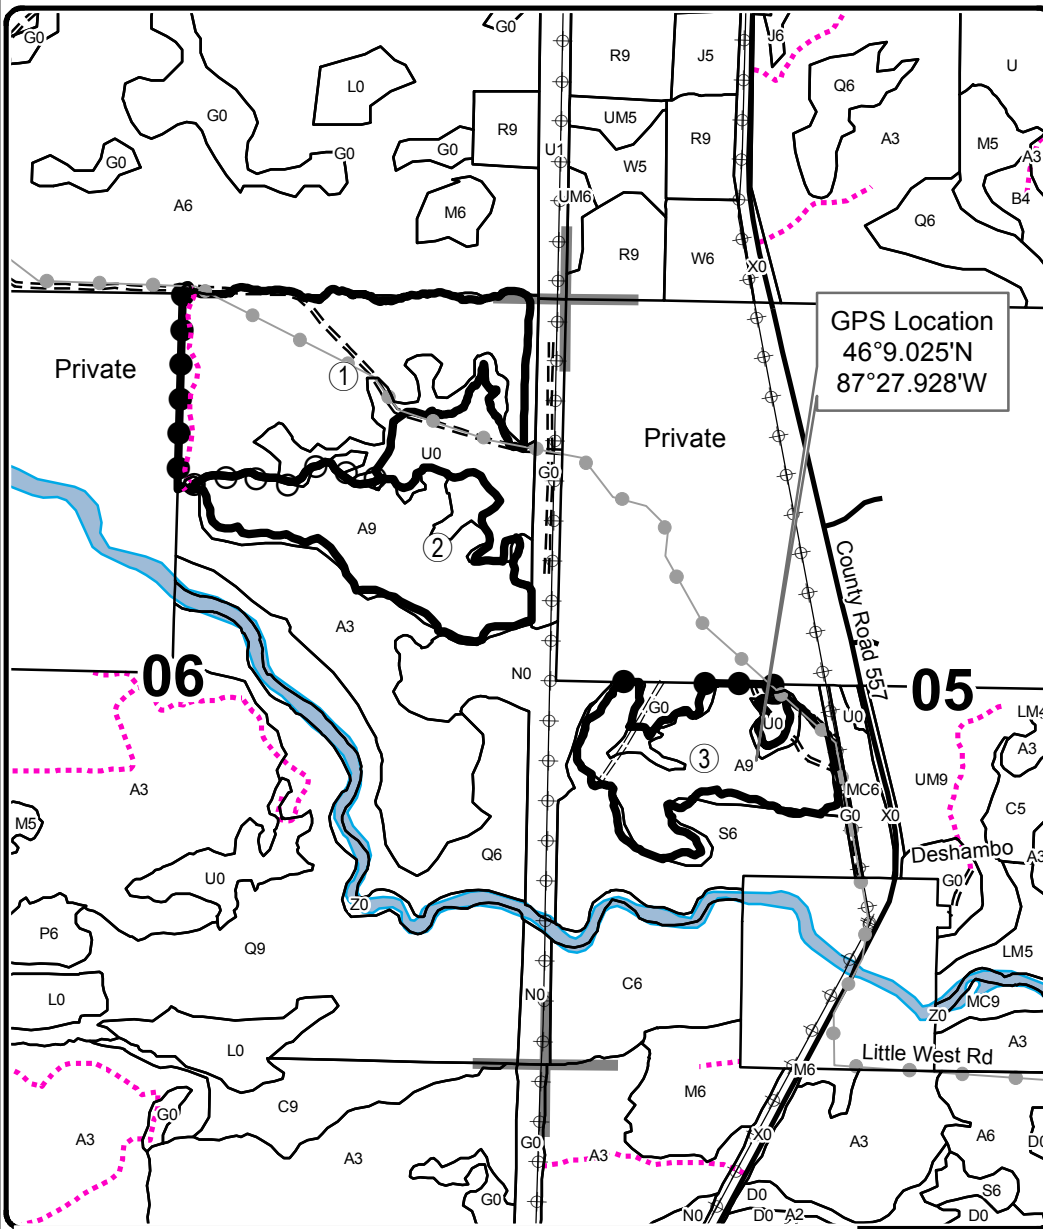 G0
G0
J6
R9
J5
U
L0
Q6
G0
UM5
R9
R9
A3
M5
U1
G0
G0
G0
W5
A3
UM6
B4
A6
M6
Q6
R9
W6
X0
GPS Location
46°9.025'N
87°27.928'W
Private
1
Private
U0
G0
A9
2
County Road 557
A3
06
N0
05
G0
U0
U0
LM4
A3
3
A9
UM9
MC6
A3
C5
M5
G0
X0
S6
Deshambo
Q6
A3
U0
G0
Z0
P6
Q9
LM5
C6
L0
N0
MC9
Z0
A3
L0
Little West Rd
M6
M6
C9
G0
X0
A6
A3
G0
A3
D0
A3
A3
S6
G0
D0
N0
D0
A2
D0